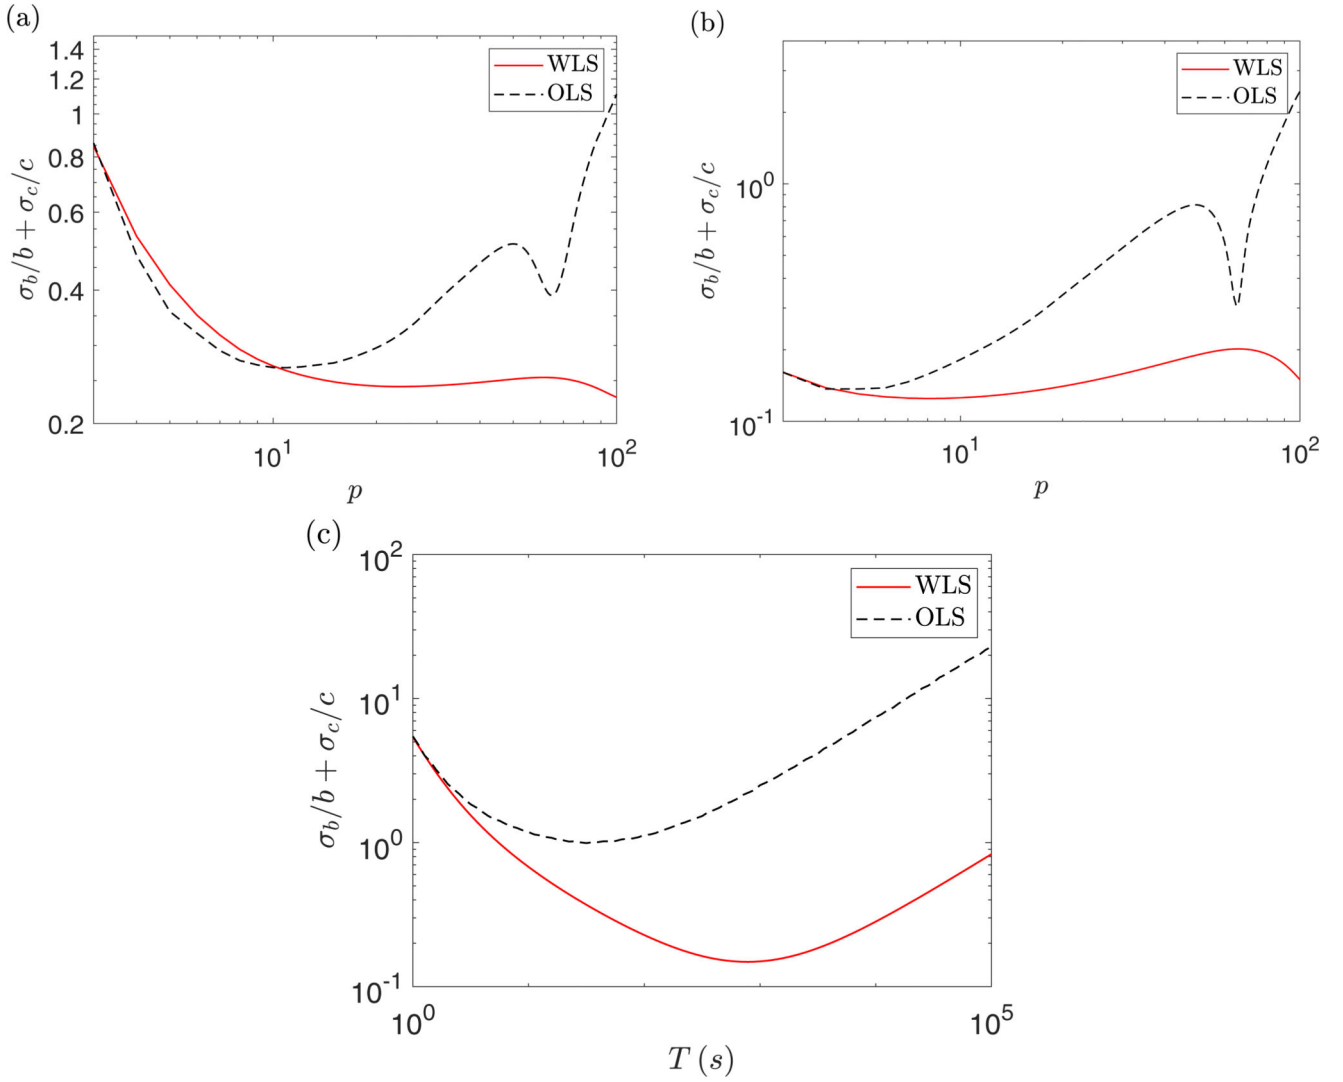 (a)
σ_b/b + σ_c/c
1.4
1.2
1
0.8
0.6
0.4
0.2
10^1
10^2
p
WLS
OLS
(b)
σ_b/b + σ_c/c
10^0
10^-1
10^1
10^2
p
WLS
OLS
(c)
σ_b/b + σ_c/c
10^2
10^1
10^0
10^-1
10^0
10^5
T (s)
WLS
OLS